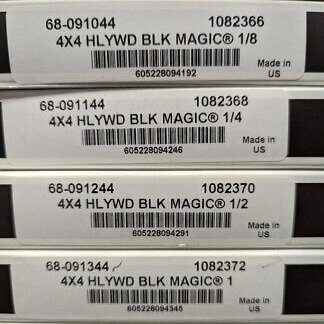 68-091044 1082366
4X4 HLYWD BLK MAGIC® 1/8
605228094192
Made in
US
68-091144 1082368
4X4 HLYWD BLK MAGIC® 1/4
605228094246
Made in
US
68-091244 1082370
4X4 HLYWD BLK MAGIC® 1/2
605228094291
Made in
US
68-091344 1082372
4X4 HLYWD BLK MAGIC® 1
605228094345
Made in
US